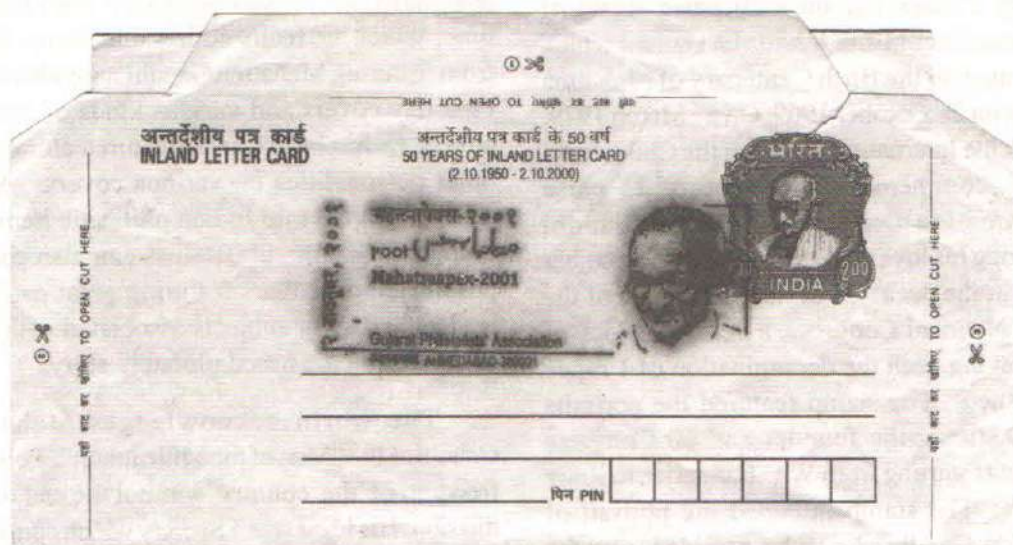 यहाँ काट कर खोलिए TO OPEN CUT HERE
अन्तर्देशीय पत्र कार्ड
INLAND LETTER CARD
अन्तर्देशीय पत्र कार्ड के 50 वर्ष
50 YEARS OF INLAND LETTER CARD
(2.10.1950 - 2.10.2000)
२००१
Mahatmapex-2001
Gujarat Philatelists' Association
AHMEDABAD
भारत
2.00
INDIA
यहाँ काट कर खोलिए TO OPEN CUT HERE
यहाँ काट कर खोलिए TO OPEN CUT HERE
पिन PIN